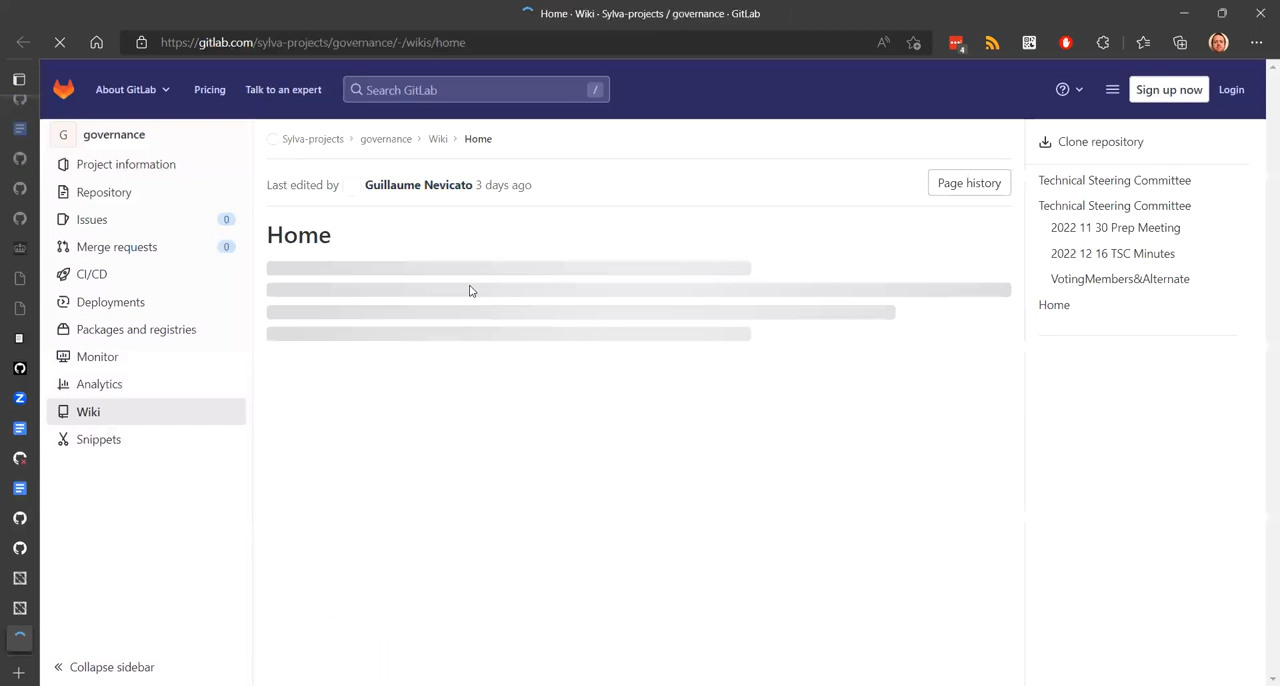 Home · Wiki · Sylva-projects / governance · GitLab
https://gitlab.com/sylva-projects/governance/-/wikis/home
4
About GitLab
Pricing
Talk to an expert
Search GitLab
/
Sign up now
Login
G
governance
Project information
Repository
Issues
0
Merge requests
0
CI/CD
Deployments
Packages and registries
Monitor
Analytics
Wiki
Snippets
Collapse sidebar
Sylva-projects > governance > Wiki > Home
Last edited by Guillaume Nevicato 3 days ago
Page history
Home
Clone repository
Technical Steering Committee
Technical Steering Committee
2022 11 30 Prep Meeting
2022 12 16 TSC Minutes
VotingMembers&Alternate
Home